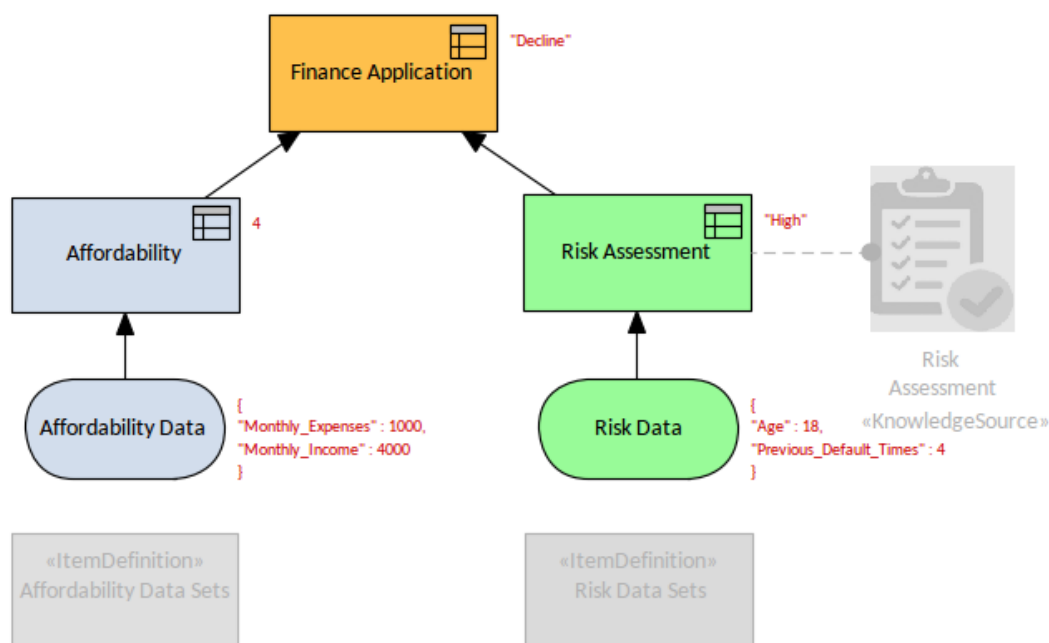 Finance Application
"Decline"
Affordability
4
Risk Assessment
"High"
Risk
Assessment
«KnowledgeSource»
Affordability Data
{
"Monthly_Expenses" : 1000,
"Monthly_Income" : 4000
}
Risk Data
{
"Age" : 18,
"Previous_Default_Times" : 4
}
«ItemDefinition»
Affordability Data Sets
«ItemDefinition»
Risk Data Sets